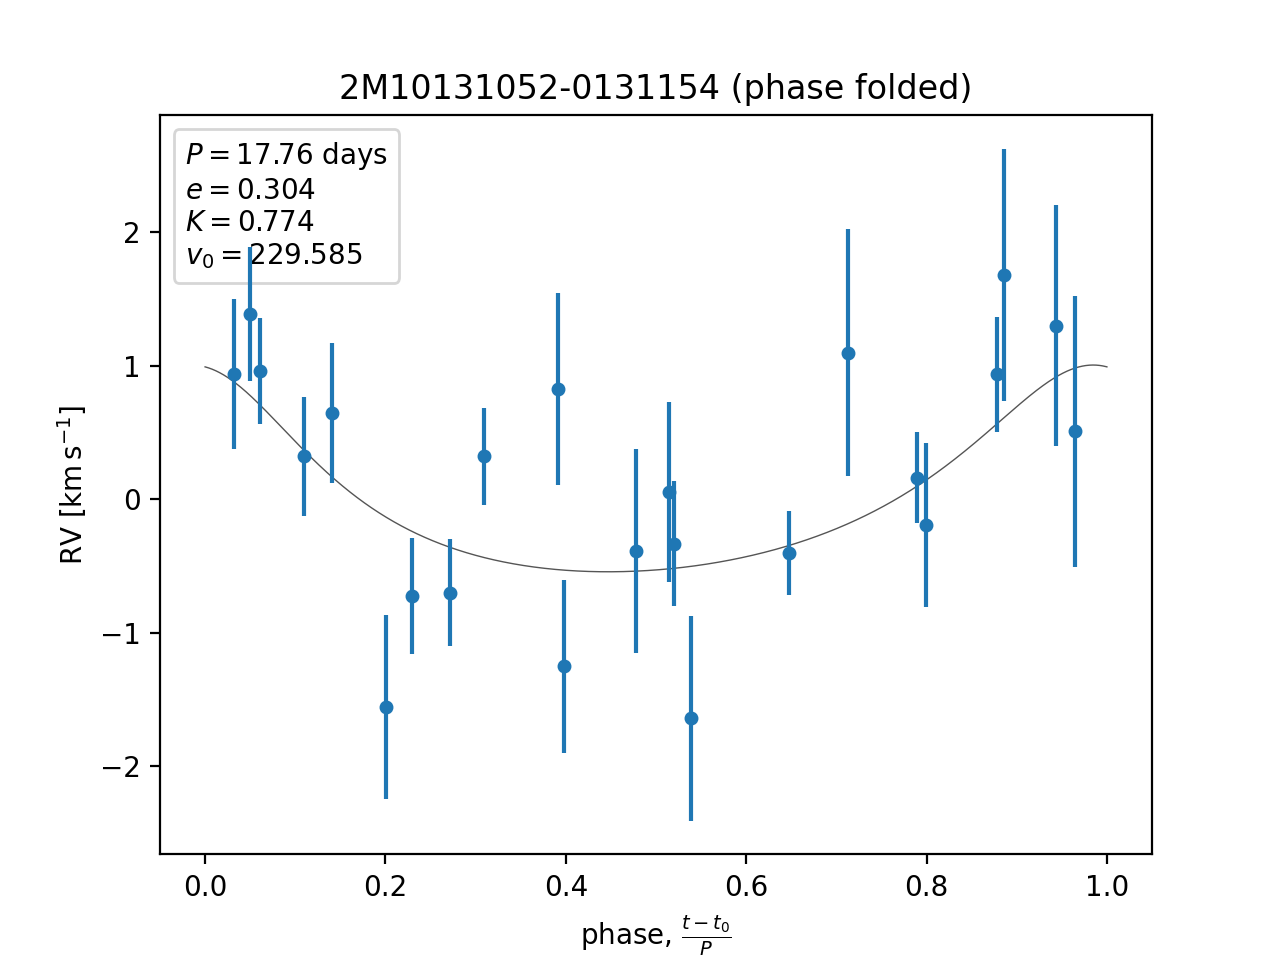 2M10131052-0131154 (phase folded)
P = 17.76 days
e = 0.304
K = 0.774
v₀ = 229.585
RV [km s⁻¹]
2
1
0
−1
−2
0.0 0.2 0.4 0.6 0.8 1.0
phase, (t − t₀)/P